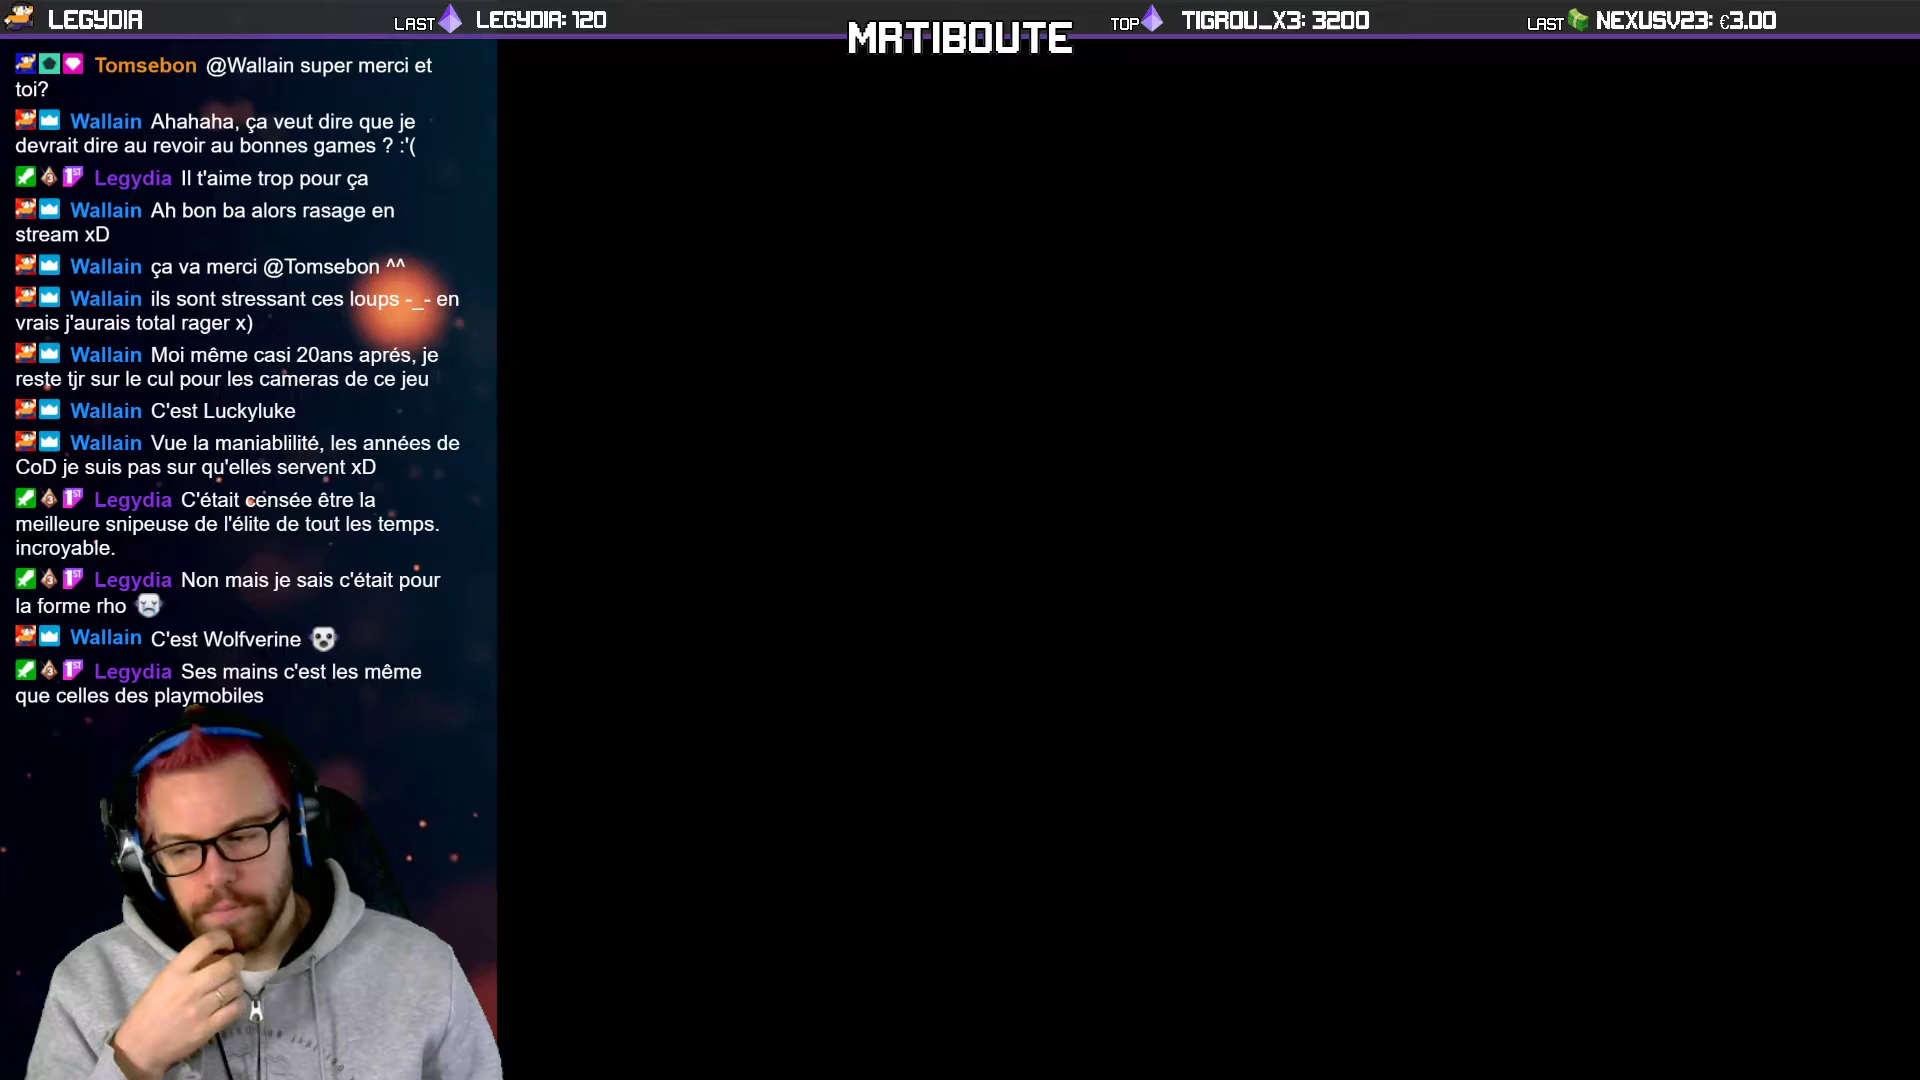 LEGYDIA
LAST LEGYDIA: 120
MRTIBOUTE
TOP TIGROU_X3: 3200
LAST NEXUSV23: €3.00
Tomsebon @Wallain super merci et
toi?
Wallain Ahahaha, ça veut dire que je
devrait dire au revoir au bonnes games ? :'(
Legydia Il t'aime trop pour ça
Wallain Ah bon ba alors rasage en
stream xD
Wallain ça va merci @Tomsebon ^^
Wallain ils sont stressant ces loups -_- en
vrais j'aurais total rager x)
Wallain Moi même casi 20ans aprés, je
reste tjr sur le cul pour les cameras de ce jeu
Wallain C'est Luckyluke
Wallain Vue la maniablilité, les années de
CoD je suis pas sur qu'elles servent xD
Legydia C'était censée être la
meilleure snipeuse de l'élite de tout les temps.
incroyable.
Legydia Non mais je sais c'était pour
la forme rho
Wallain C'est Wolfverine
Legydia Ses mains c'est les même
que celles des playmobiles